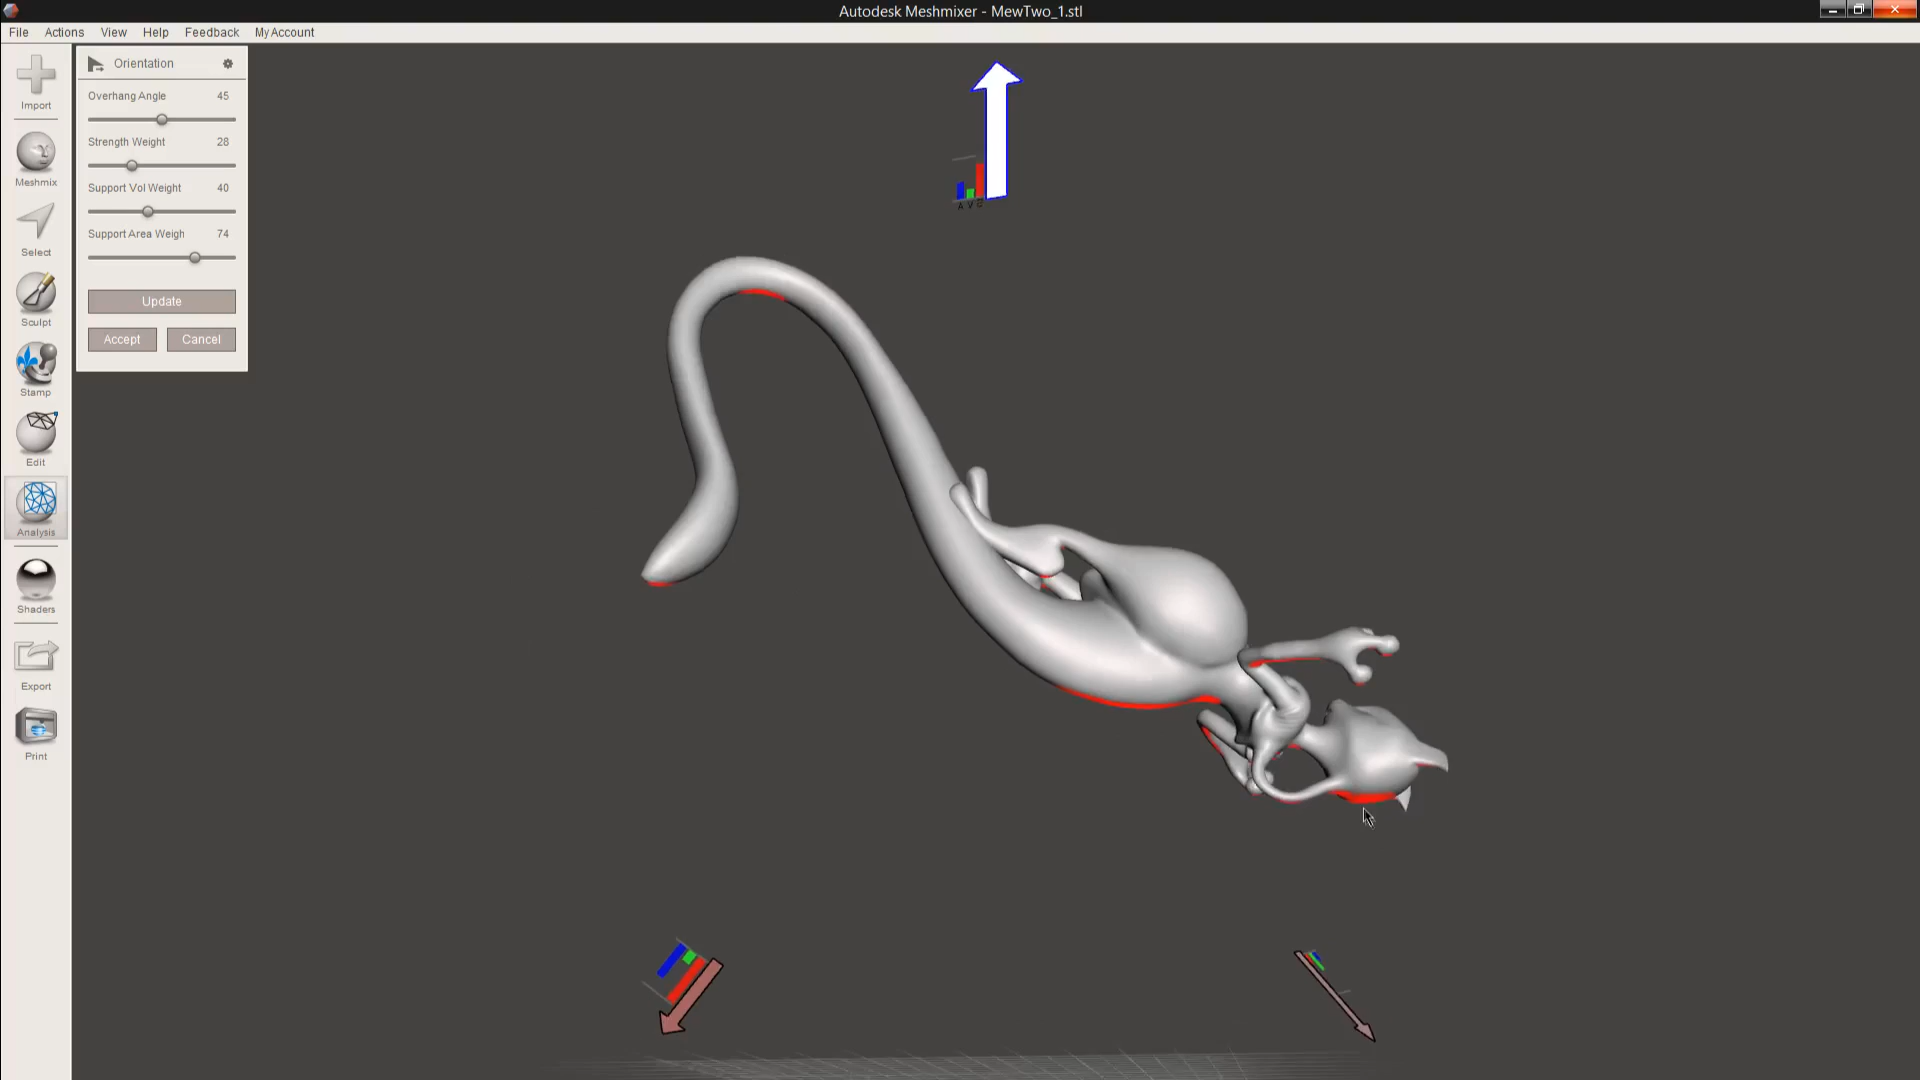 Autodesk Meshmixer - MewTwo_1.stl
File Actions View Help Feedback My Account
Import
Meshmix
Select
Sculpt
Stamp
Edit
Analysis
Shaders
Export
Print
Orientation
Overhang Angle 45
Strength Weight 28
Support Vol Weight 40
Support Area Weigh 74
Update
Accept Cancel
A V S